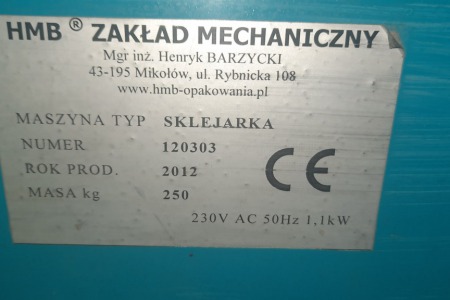 HMB ® ZAKŁAD MECHANICZNY
Mgr inż. Henryk BARZYCKI
43-195 Mikołów, ul. Rybnicka 108
www.hmb-opakowania.pl
MASZYNA TYP SKLEJARKA
NUMER 120303
ROK PROD. 2012
MASA kg 250
CE
230V AC 50Hz 1,1kW